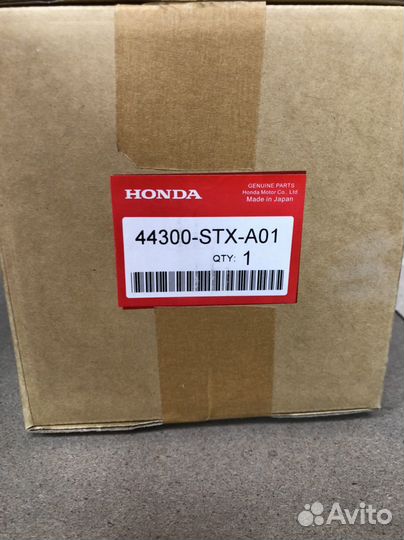 HONDA
GENUINE PARTS
Honda Motor Co., Ltd
Made in Japan
44300-STX-A01
QTY: 1
Avito